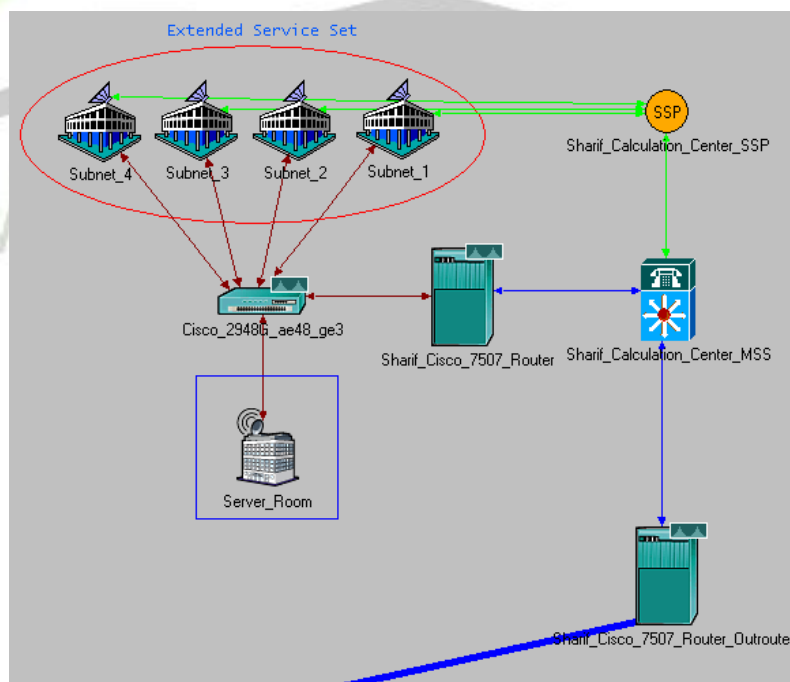 Extended Service Set
SSP
Sharif_Calculation_Center_SSP
Subnet_4
Subnet_3
Subnet_2
Subnet_1
Cisco_2948G_ae48_ge3
Sharif_Cisco_7507_Router
Sharif_Calculation_Center_MSS
Server_Room
Sharif_Cisco_7507_Router_Outroute